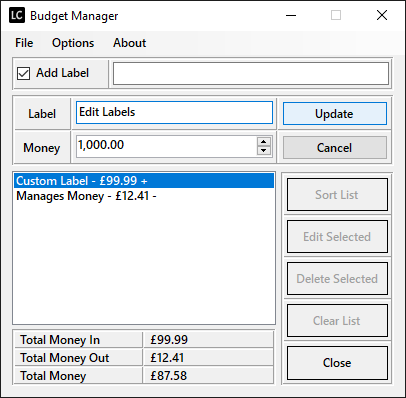 LC Budget Manager
File Options About
Add Label
Label Edit Labels Update
Money 1,000.00 Cancel
Custom Label - £99.99 +
Manages Money - £12.41 -
Sort List
Edit Selected
Delete Selected
Clear List
Close
Total Money In £99.99
Total Money Out £12.41
Total Money £87.58